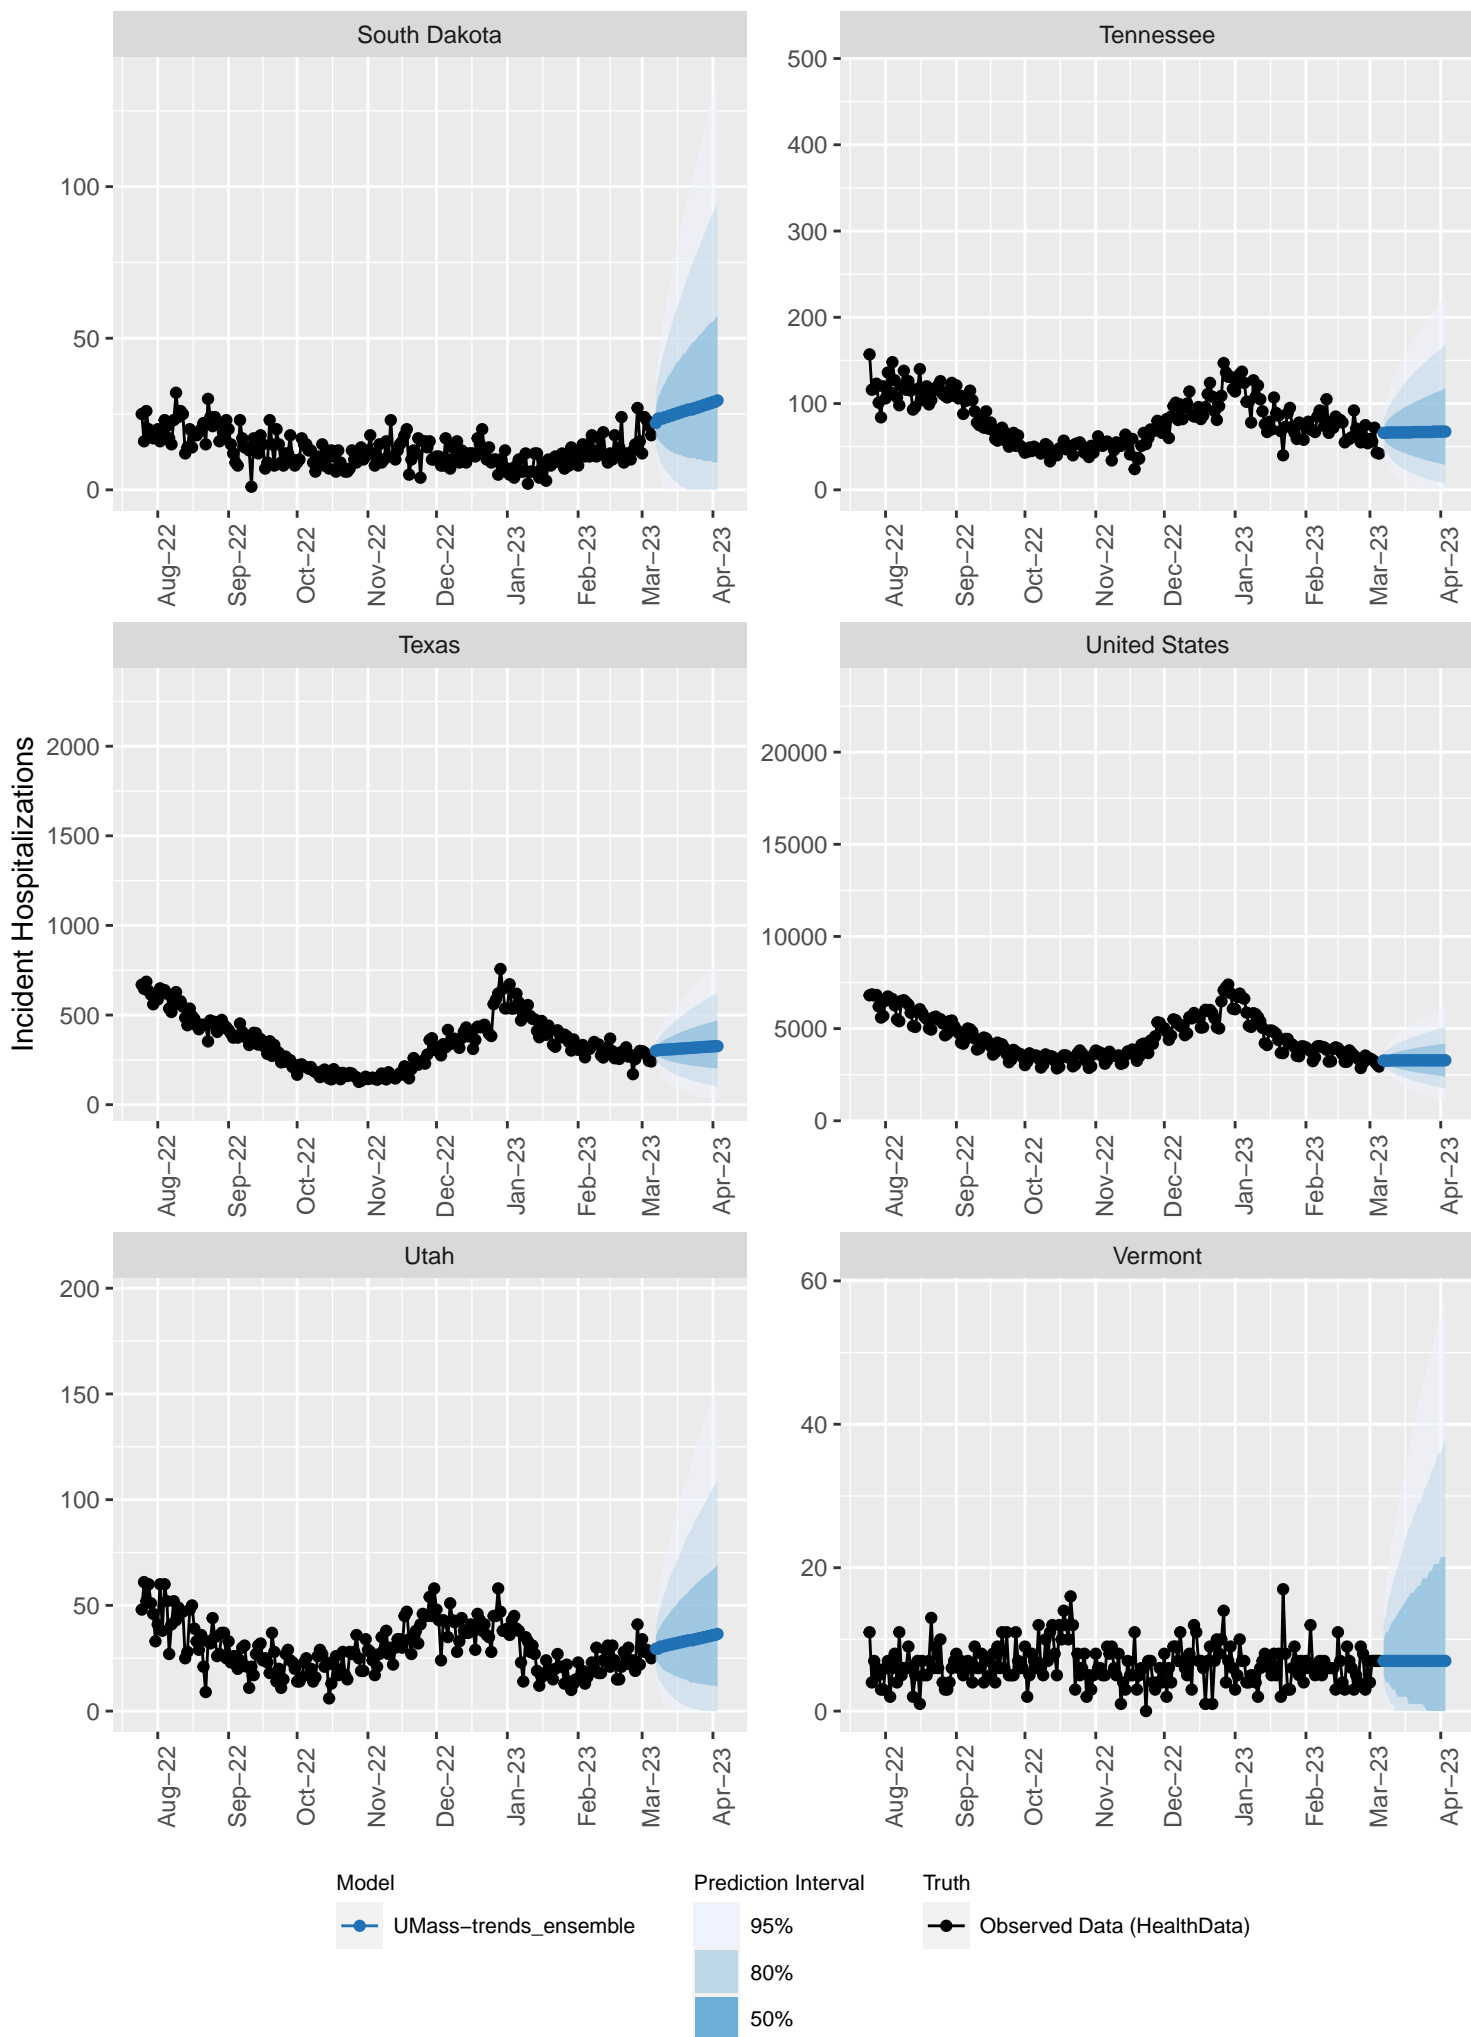 South Dakota
Tennessee
0
50
100
0
100
200
300
400
500
Aug−22
Sep−22
Oct−22
Nov−22
Dec−22
Jan−23
Feb−23
Mar−23
Apr−23
Aug−22
Sep−22
Oct−22
Nov−22
Dec−22
Jan−23
Feb−23
Mar−23
Apr−23
Texas
United States
Incident Hospitalizations
0
500
1000
1500
2000
0
5000
10000
15000
20000
Aug−22
Sep−22
Oct−22
Nov−22
Dec−22
Jan−23
Feb−23
Mar−23
Apr−23
Aug−22
Sep−22
Oct−22
Nov−22
Dec−22
Jan−23
Feb−23
Mar−23
Apr−23
Utah
Vermont
0
50
100
150
200
0
20
40
60
Aug−22
Sep−22
Oct−22
Nov−22
Dec−22
Jan−23
Feb−23
Mar−23
Apr−23
Aug−22
Sep−22
Oct−22
Nov−22
Dec−22
Jan−23
Feb−23
Mar−23
Apr−23
Model
UMass−trends_ensemble
Prediction Interval
95%
80%
50%
Truth
Observed Data (HealthData)